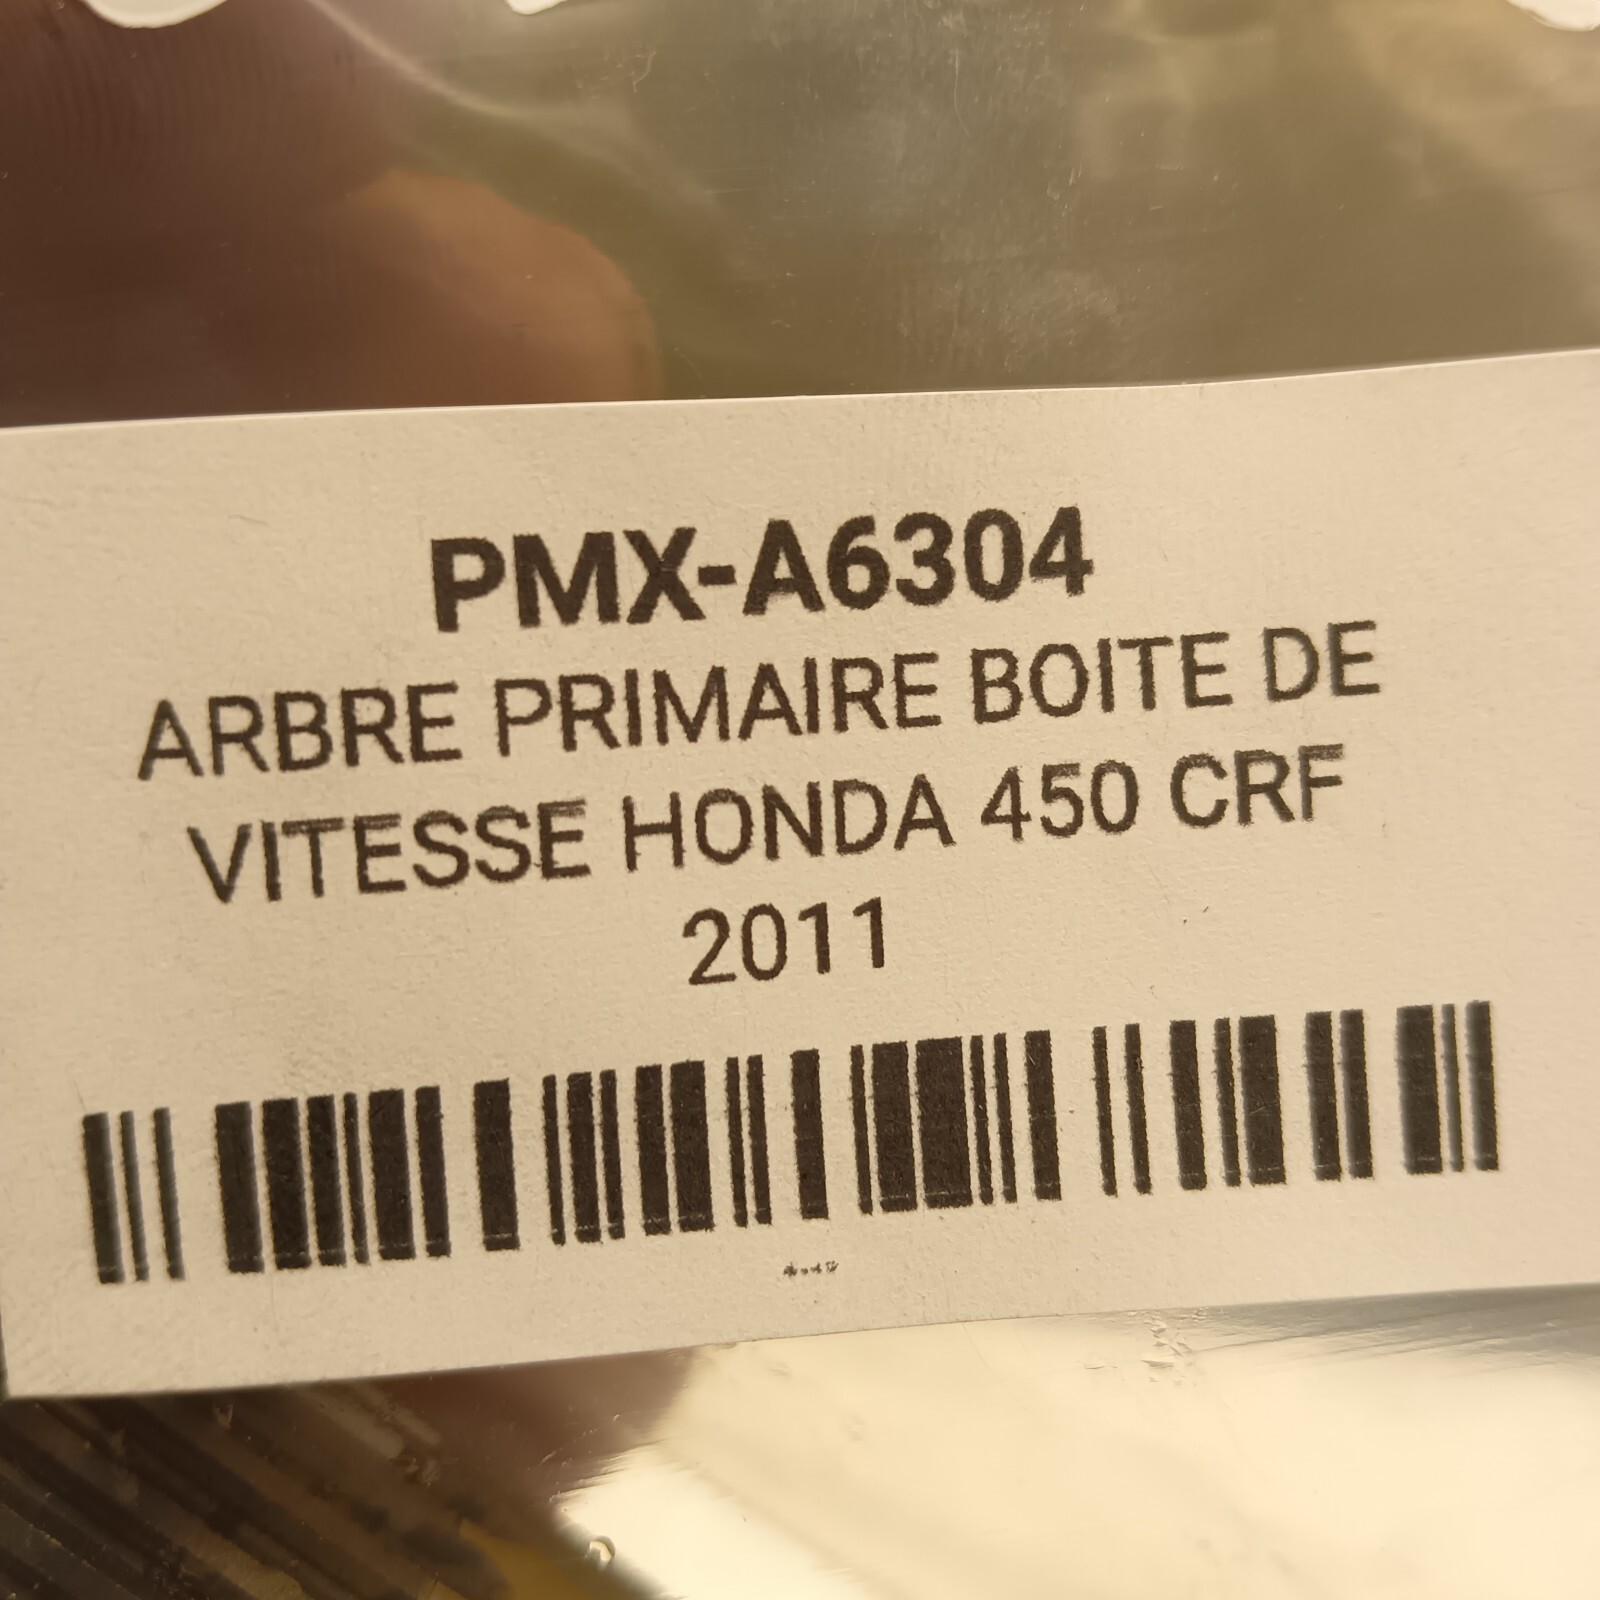 PMX-A6304
ARBRE PRIMAIRE BOITE DE
VITESSE HONDA 450 CRF
2011